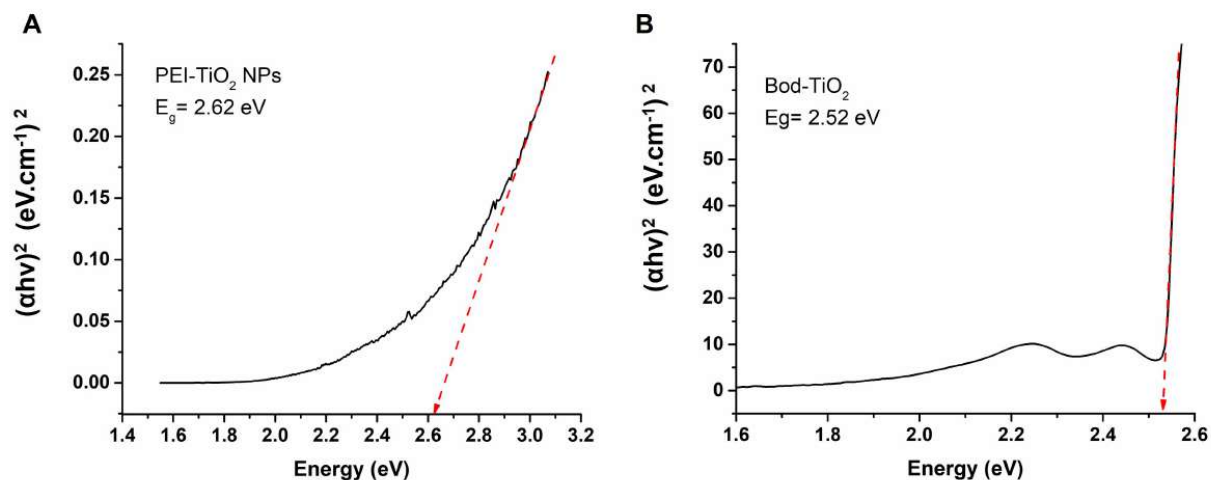 A
PEI-TiO₂ NPs
E_g= 2.62 eV
(αhν)² (eV.cm⁻¹)²
0.25
0.20
0.15
0.10
0.05
0.00
1.4 1.6 1.8 2.0 2.2 2.4 2.6 2.8 3.0 3.2
Energy (eV)
B
Bod-TiO₂
Eg= 2.52 eV
(αhν)² (eV.cm⁻¹)²
70
60
50
40
30
20
10
0
1.6 1.8 2.0 2.2 2.4 2.6
Energy (eV)